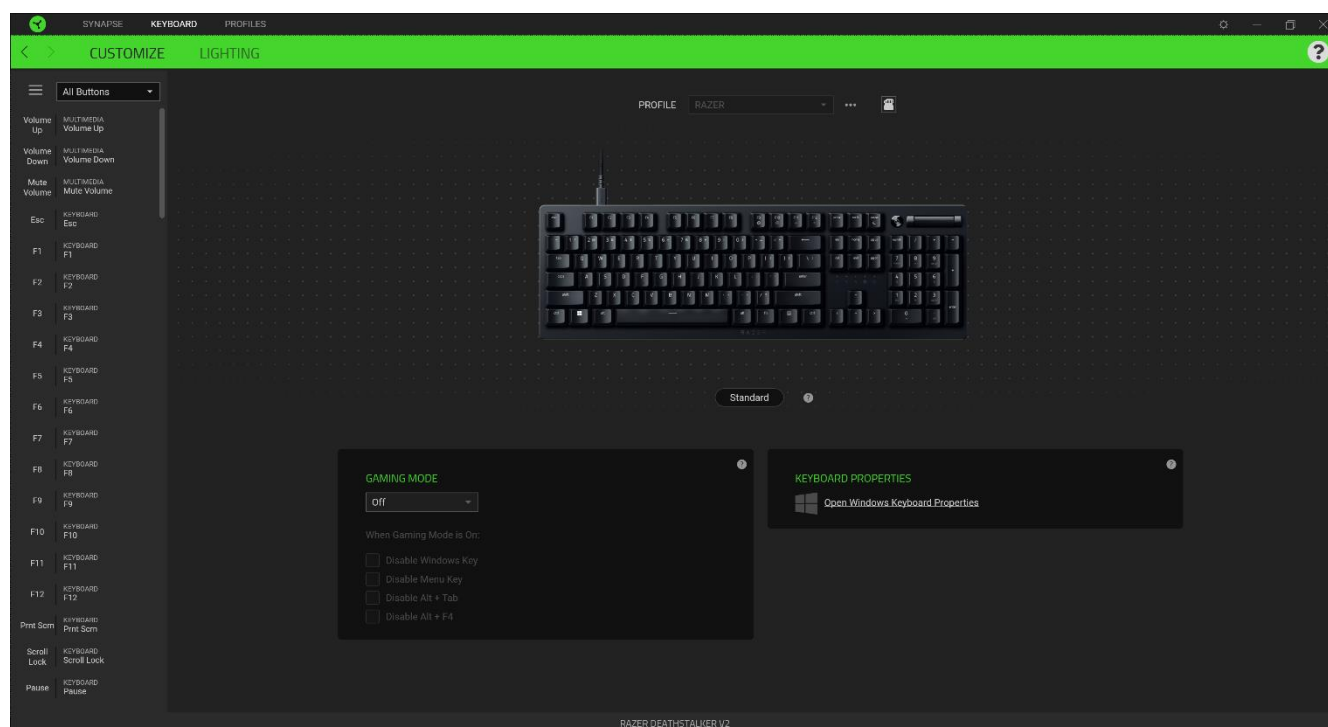 SYNAPSE KEYBOARD PROFILES
CUSTOMIZE LIGHTING
?
All Buttons
PROFILE RAZER
Volume Up MULTIMEDIA Volume Up
Volume Down MULTIMEDIA Volume Down
Mute Volume MULTIMEDIA Mute Volume
Esc KEYBOARD Esc
F1 KEYBOARD F1
F2 KEYBOARD F2
F3 KEYBOARD F3
F4 KEYBOARD F4
F5 KEYBOARD F5
F6 KEYBOARD F6
F7 KEYBOARD F7
F8 KEYBOARD F8
F9 KEYBOARD F9
F10 KEYBOARD F10
F11 KEYBOARD F11
F12 KEYBOARD F12
Prnt Scrn KEYBOARD Prnt Scrn
Scroll Lock KEYBOARD Scroll Lock
Pause KEYBOARD Pause
Standard ?
GAMING MODE ?
Off
When Gaming Mode is On:
Disable Windows Key
Disable Menu Key
Disable Alt + Tab
Disable Alt + F4
KEYBOARD PROPERTIES ?
Open Windows Keyboard Properties
RAZER DEATHSTALKER V2